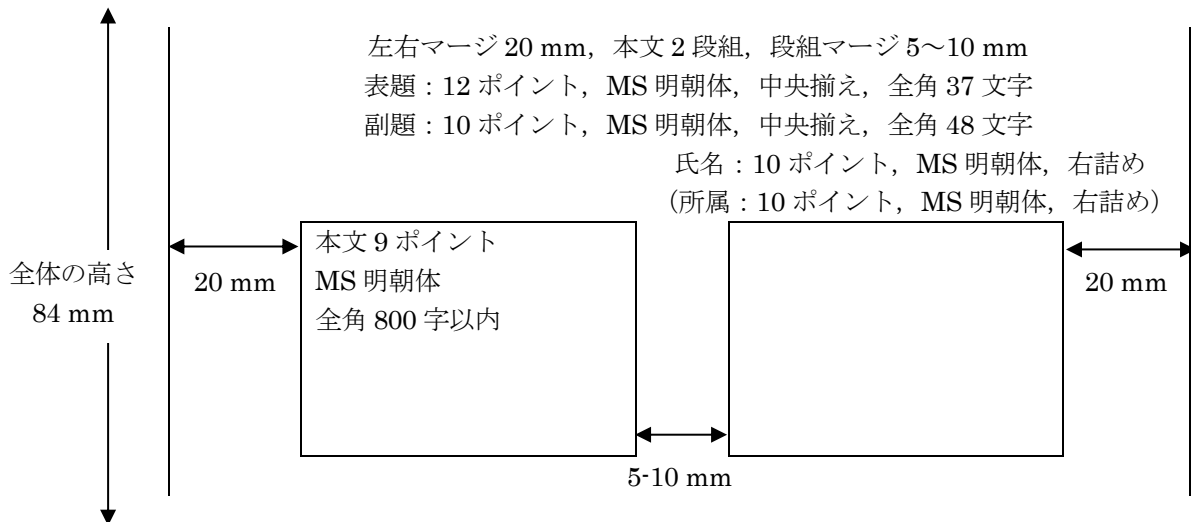 左右マージ 20 mm，本文 2 段組，段組マージ 5～10 mm
表題：12 ポイント，MS 明朝体，中央揃え，全角 37 文字
副題：10 ポイント，MS 明朝体，中央揃え，全角 48 文字
氏名：10 ポイント，MS 明朝体，右詰め
（所属：10 ポイント，MS 明朝体，右詰め）
全体の高さ
84 mm
20 mm
本文 9 ポイント
MS 明朝体
全角 800 字以内
20 mm
5-10 mm